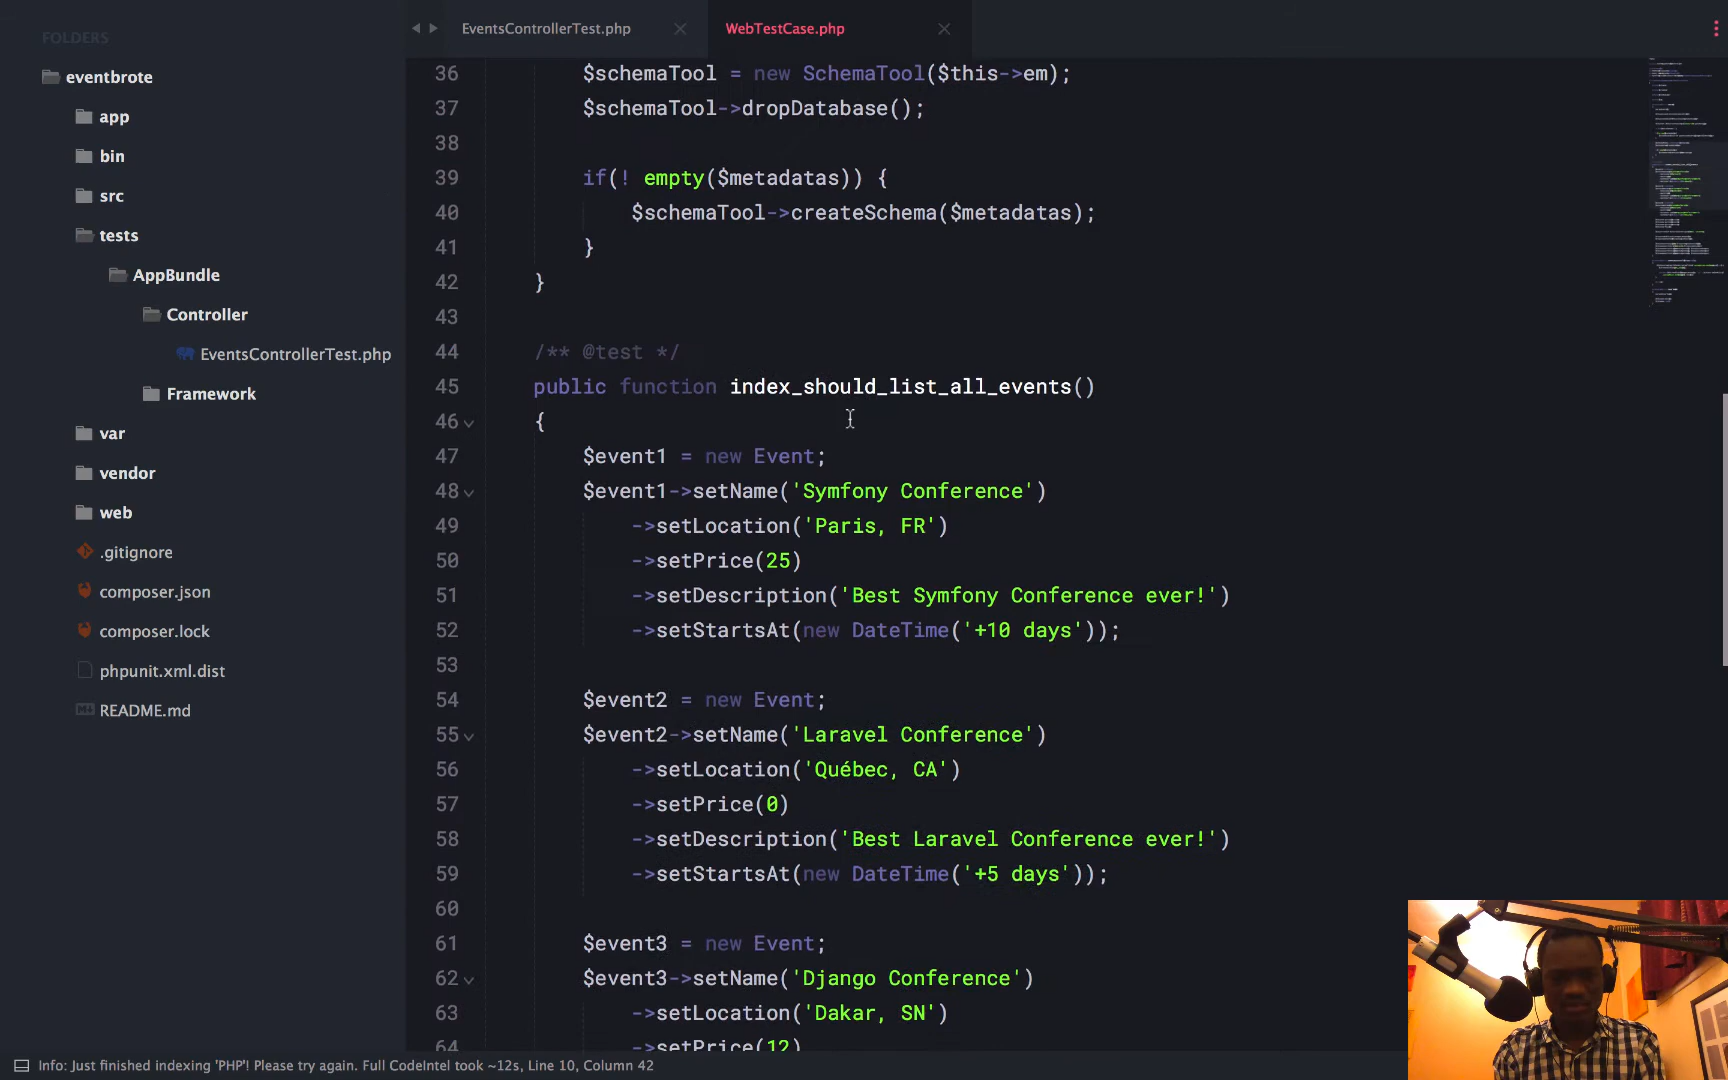 EventsControllerTest.php
WebTestCase.php
FOLDERS
eventbrote
app
bin
src
tests
AppBundle
Controller
EventsControllerTest.php
Framework
var
vendor
web
.gitignore
composer.json
composer.lock
phpunit.xml.dist
README.md
36 $schemaTool = new SchemaTool($this->em);
37 $schemaTool->dropDatabase();
38
39 if(! empty($metadatas)) {
40 $schemaTool->createSchema($metadatas);
41 }
42 }
43
44 /** @test */
45 public function index_should_list_all_events()
46 {
47 $event1 = new Event;
48 $event1->setName('Symfony Conference')
49 ->setLocation('Paris, FR')
50 ->setPrice(25)
51 ->setDescription('Best Symfony Conference ever!')
52 ->setStartsAt(new DateTime('+10 days'));
53
54 $event2 = new Event;
55 $event2->setName('Laravel Conference')
56 ->setLocation('Québec, CA')
57 ->setPrice(0)
58 ->setDescription('Best Laravel Conference ever!')
59 ->setStartsAt(new DateTime('+5 days'));
60
61 $event3 = new Event;
62 $event3->setName('Django Conference')
63 ->setLocation('Dakar, SN')
64 ->setPrice(12)
Info: Just finished indexing 'PHP'! Please try again. Full CodeIntel took ~12s, Line 10, Column 42